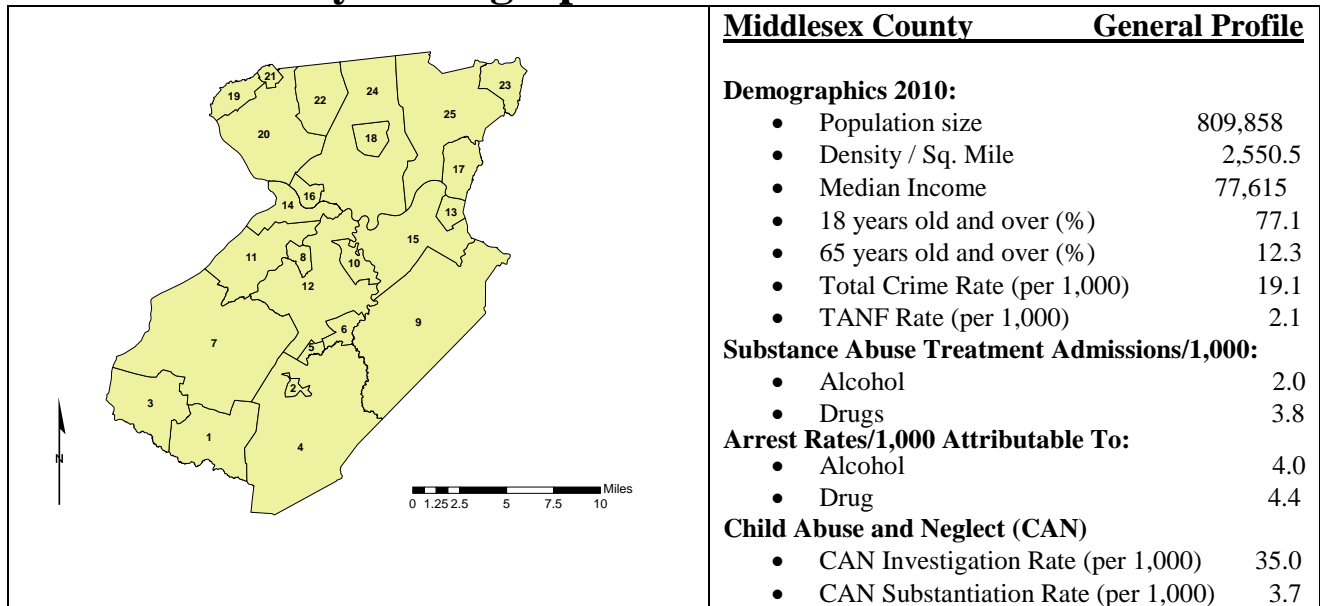 Middlesex County General Profile
Demographics 2010:
• Population size 809,858
• Density / Sq. Mile 2,550.5
• Median Income 77,615
• 18 years old and over (%) 77.1
• 65 years old and over (%) 12.3
• Total Crime Rate (per 1,000) 19.1
• TANF Rate (per 1,000) 2.1
Substance Abuse Treatment Admissions/1,000:
• Alcohol 2.0
• Drugs 3.8
Arrest Rates/1,000 Attributable To:
• Alcohol 4.0
• Drug 4.4
Child Abuse and Neglect (CAN)
• CAN Investigation Rate (per 1,000) 35.0
• CAN Substantiation Rate (per 1,000) 3.7
21
19
22
24
23
25
20
18
17
16
14
13
15
11
8
10
12
9
6
7
5
2
3
1
4
N
Miles
0 1.25 2.5 5 7.5 10